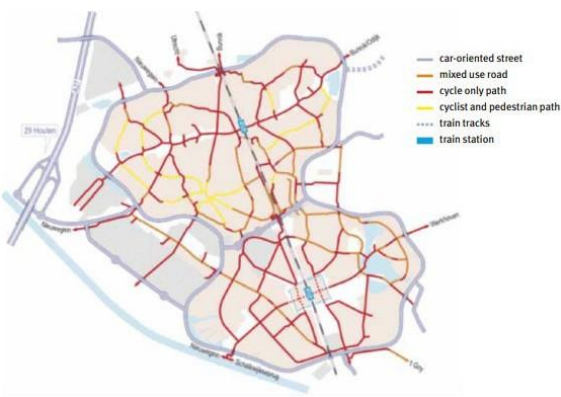 Utrecht
Bunnik
Nieuwegein
Bunnik/Odijk
A27
29 Houten
Nieuwegein
Werkhoven
Nieuwegein
Schalkwijkseweg
't Goy
car-oriented street
mixed use road
cycle only path
cyclist and pedestrian path
train tracks
train station